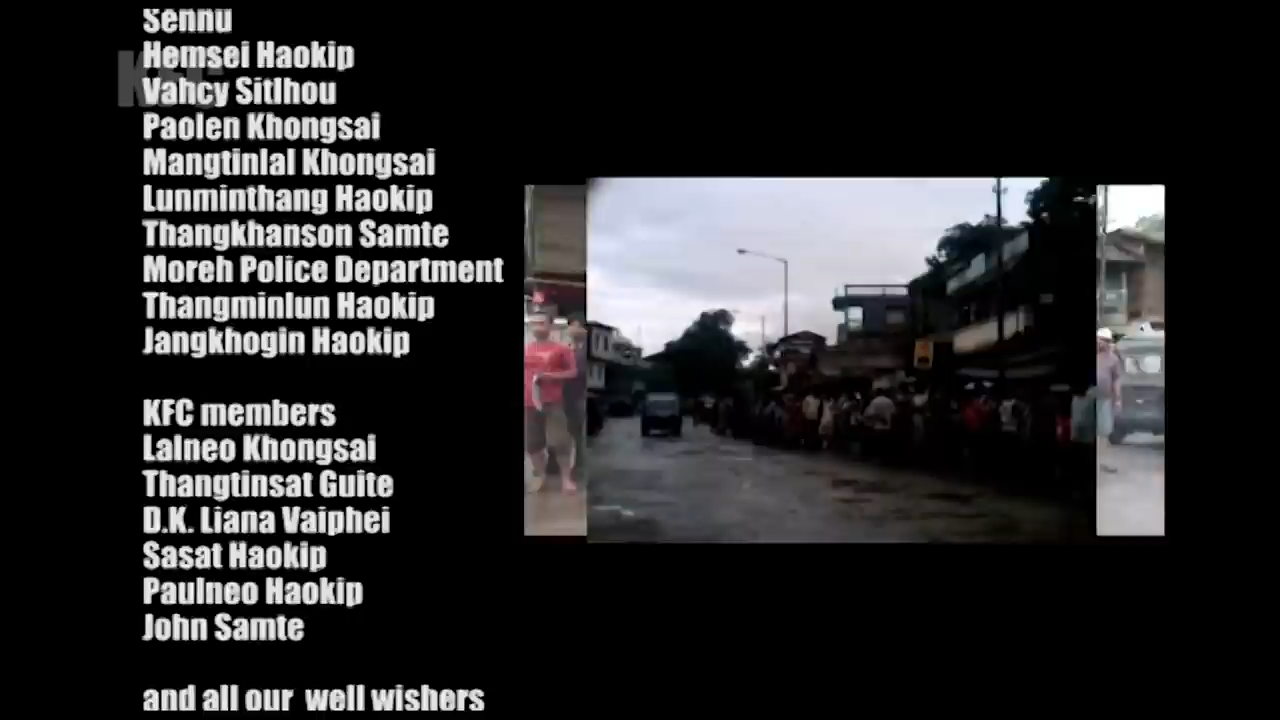 Sennu
Hemsei Haokip
KFC
Vahcy Sitlhou
Paolen Khongsai
Mangtinlal Khongsai
Lunminthang Haokip
Thangkhanson Samte
Moreh Police Department
Thangminlun Haokip
Jangkhogin Haokip
KFC members
Lalneo Khongsai
Thangtinsat Guite
D.K. Liana Vaiphei
Sasat Haokip
Paulneo Haokip
John Samte
and all our well wishers